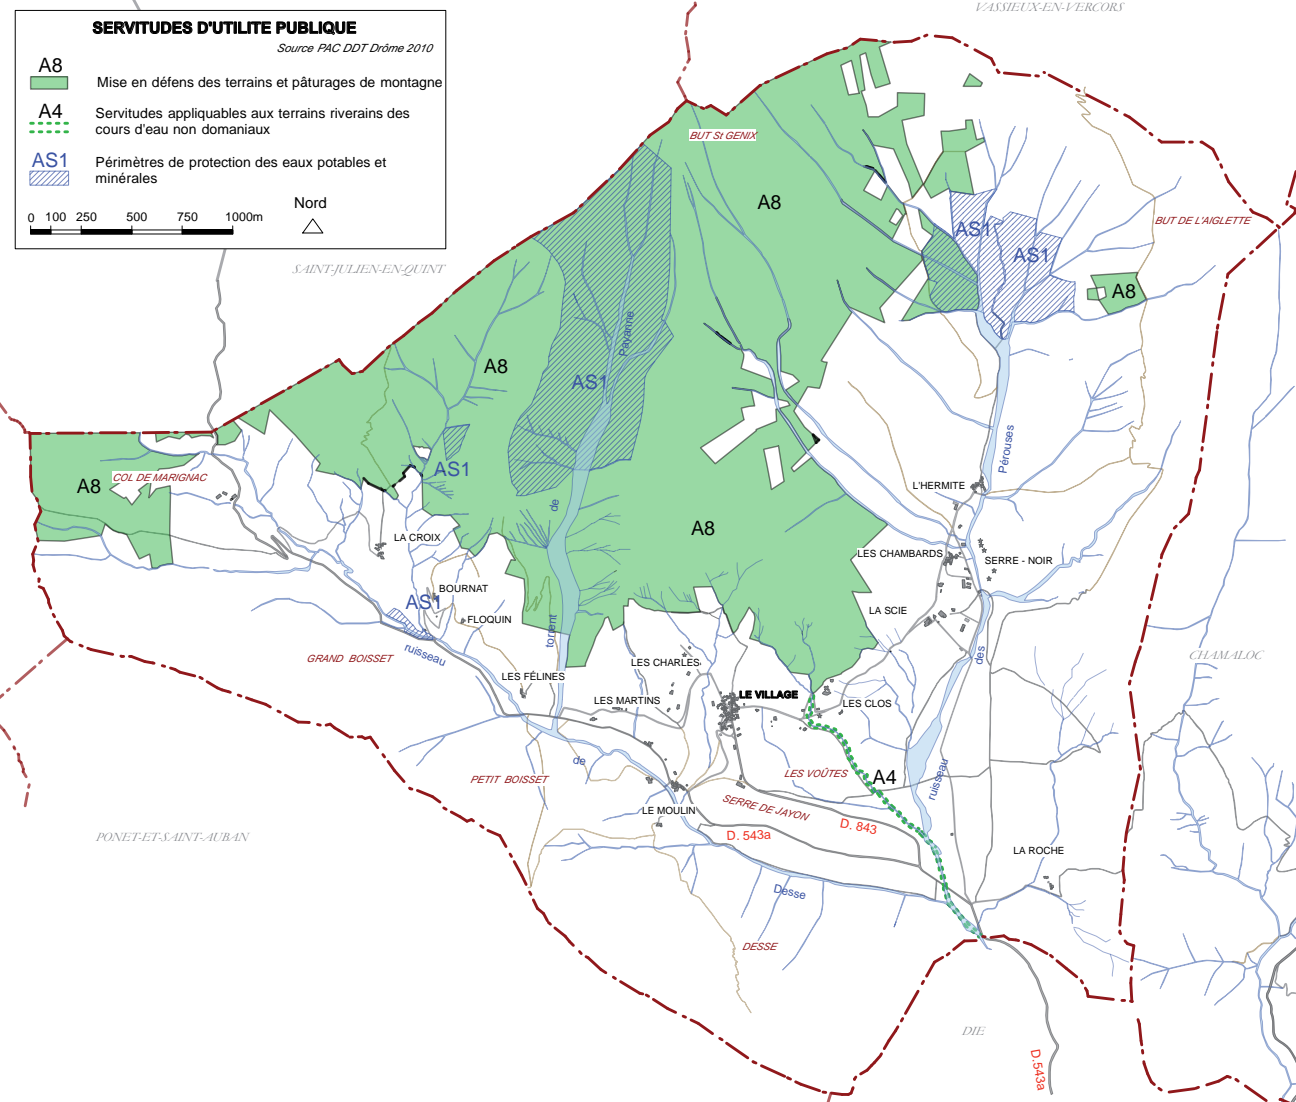 SERVITUDES D'UTILITE PUBLIQUE
Source PAC DDT Drôme 2010
A8
Mise en défens des terrains et pâturages de montagne
A4
Servitudes appliquables aux terrains riverains des
cours d'eau non domaniaux
AS1
Périmètres de protection des eaux potables et
minérales
Nord
0 100 250 500 750 1000m
VASSIEUX-EN-VERCORS
BUT St GENIX
A8
BUT DE L'AIGLETTE
AS1
AS1
SAINT-JULIEN-EN-QUINT
A8
Payanne
A8
AS1
Pérouses
AS1
COL DE MARIGNAC
A8
L'HERMITE
de
A8
LA CROIX
LES CHAMBARDS
SERRE - NOIR
BOURNAT
AS1
LA SCIE
FLOQUIN
torrent
ruisseau
GRAND BOISSET
des
CHAMALOC
LES CHARLES
LES FÉLINES
LE VILLAGE
LES MARTINS
LES CLOS
de
LES VOÛTES
PETIT BOISSET
A4
ruisseau
LE MOULIN
SERRE DE JAYON
D. 843
D. 543a
PONET-ET-SAINT-AUBAN
LA ROCHE
Desse
DESSE
DIE
D.543a